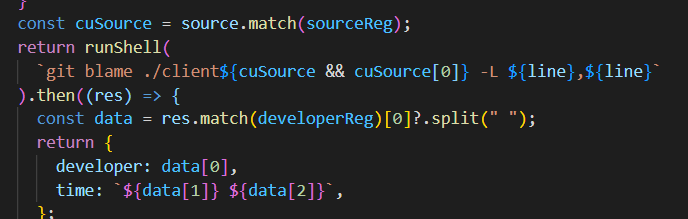 }
const cuSource = source.match(sourceReg);
return runShell(
`git blame ./client${cuSource && cuSource[0]} -L ${line},${line}`
).then((res) => {
const data = res.match(developerReg)[0]?.split(" ");
return {
developer: data[0],
time: `${data[1]} ${data[2]}`,
};